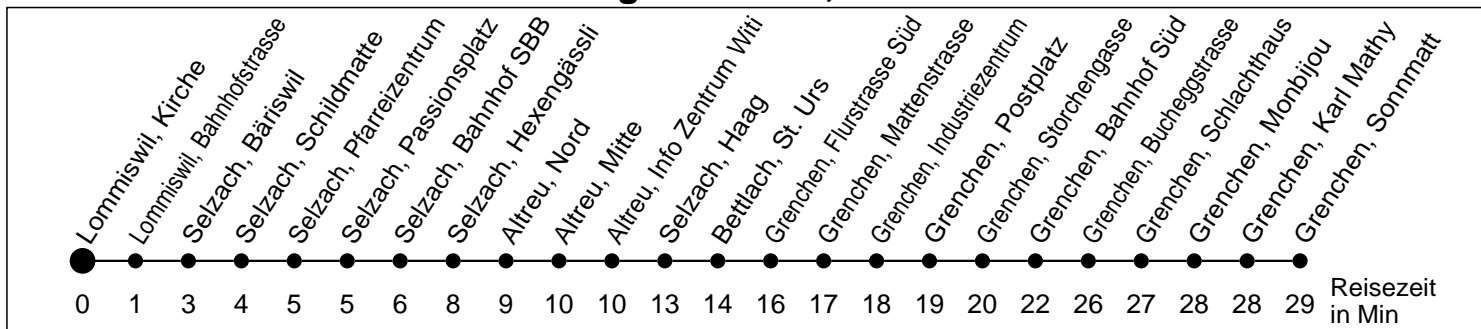 Lommiswil, Kirche
Lommiswil, Bahnhofstrasse
Selzach, Bäriswil
Selzach, Schildmatte
Selzach, Pfarreizentrum
Selzach, Passionsplatz
Selzach, Bahnhof SBB
Selzach, Hexengässli
Altreu, Nord
Altreu, Mitte
Altreu, Info Zentrum Witi
Selzach, Haag
Bettlach, St. Urs
Grenchen, Flurstrasse Süd
Grenchen, Mattenstrasse
Grenchen, Industriezentrum
Grenchen, Postplatz
Grenchen, Storchengasse
Grenchen, Bahnhof Süd
Grenchen, Bucheggstrasse
Grenchen, Schlachthaus
Grenchen, Monbijou
Grenchen, Karl Mathy
Grenchen, Sonnmatt
0 1 3 4 5 5 6 8 9 10 10 13 14 16 17 18 19 20 22 26 27 28 28 29
Reisezeit
in Min